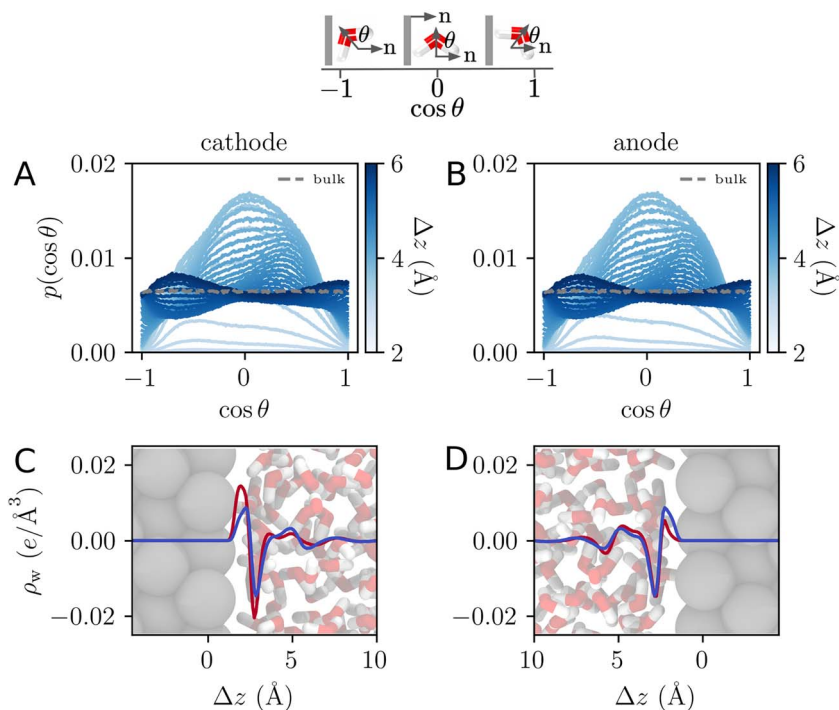 θ n
n θ
θ n
−1 0 1
cos θ
cathode
A
0.02
0.01
0.00
p(cos θ)
bulk
6
4
2
Δz (Å)
−1 0 1
cos θ
anode
B
0.02
0.01
0.00
bulk
6
4
2
Δz (Å)
−1 0 1
cos θ
C
0.02
0.00
−0.02
ρw (e/Å³)
0 5 10
Δz (Å)
D
0.02
0.00
−0.02
10 5 0
Δz (Å)